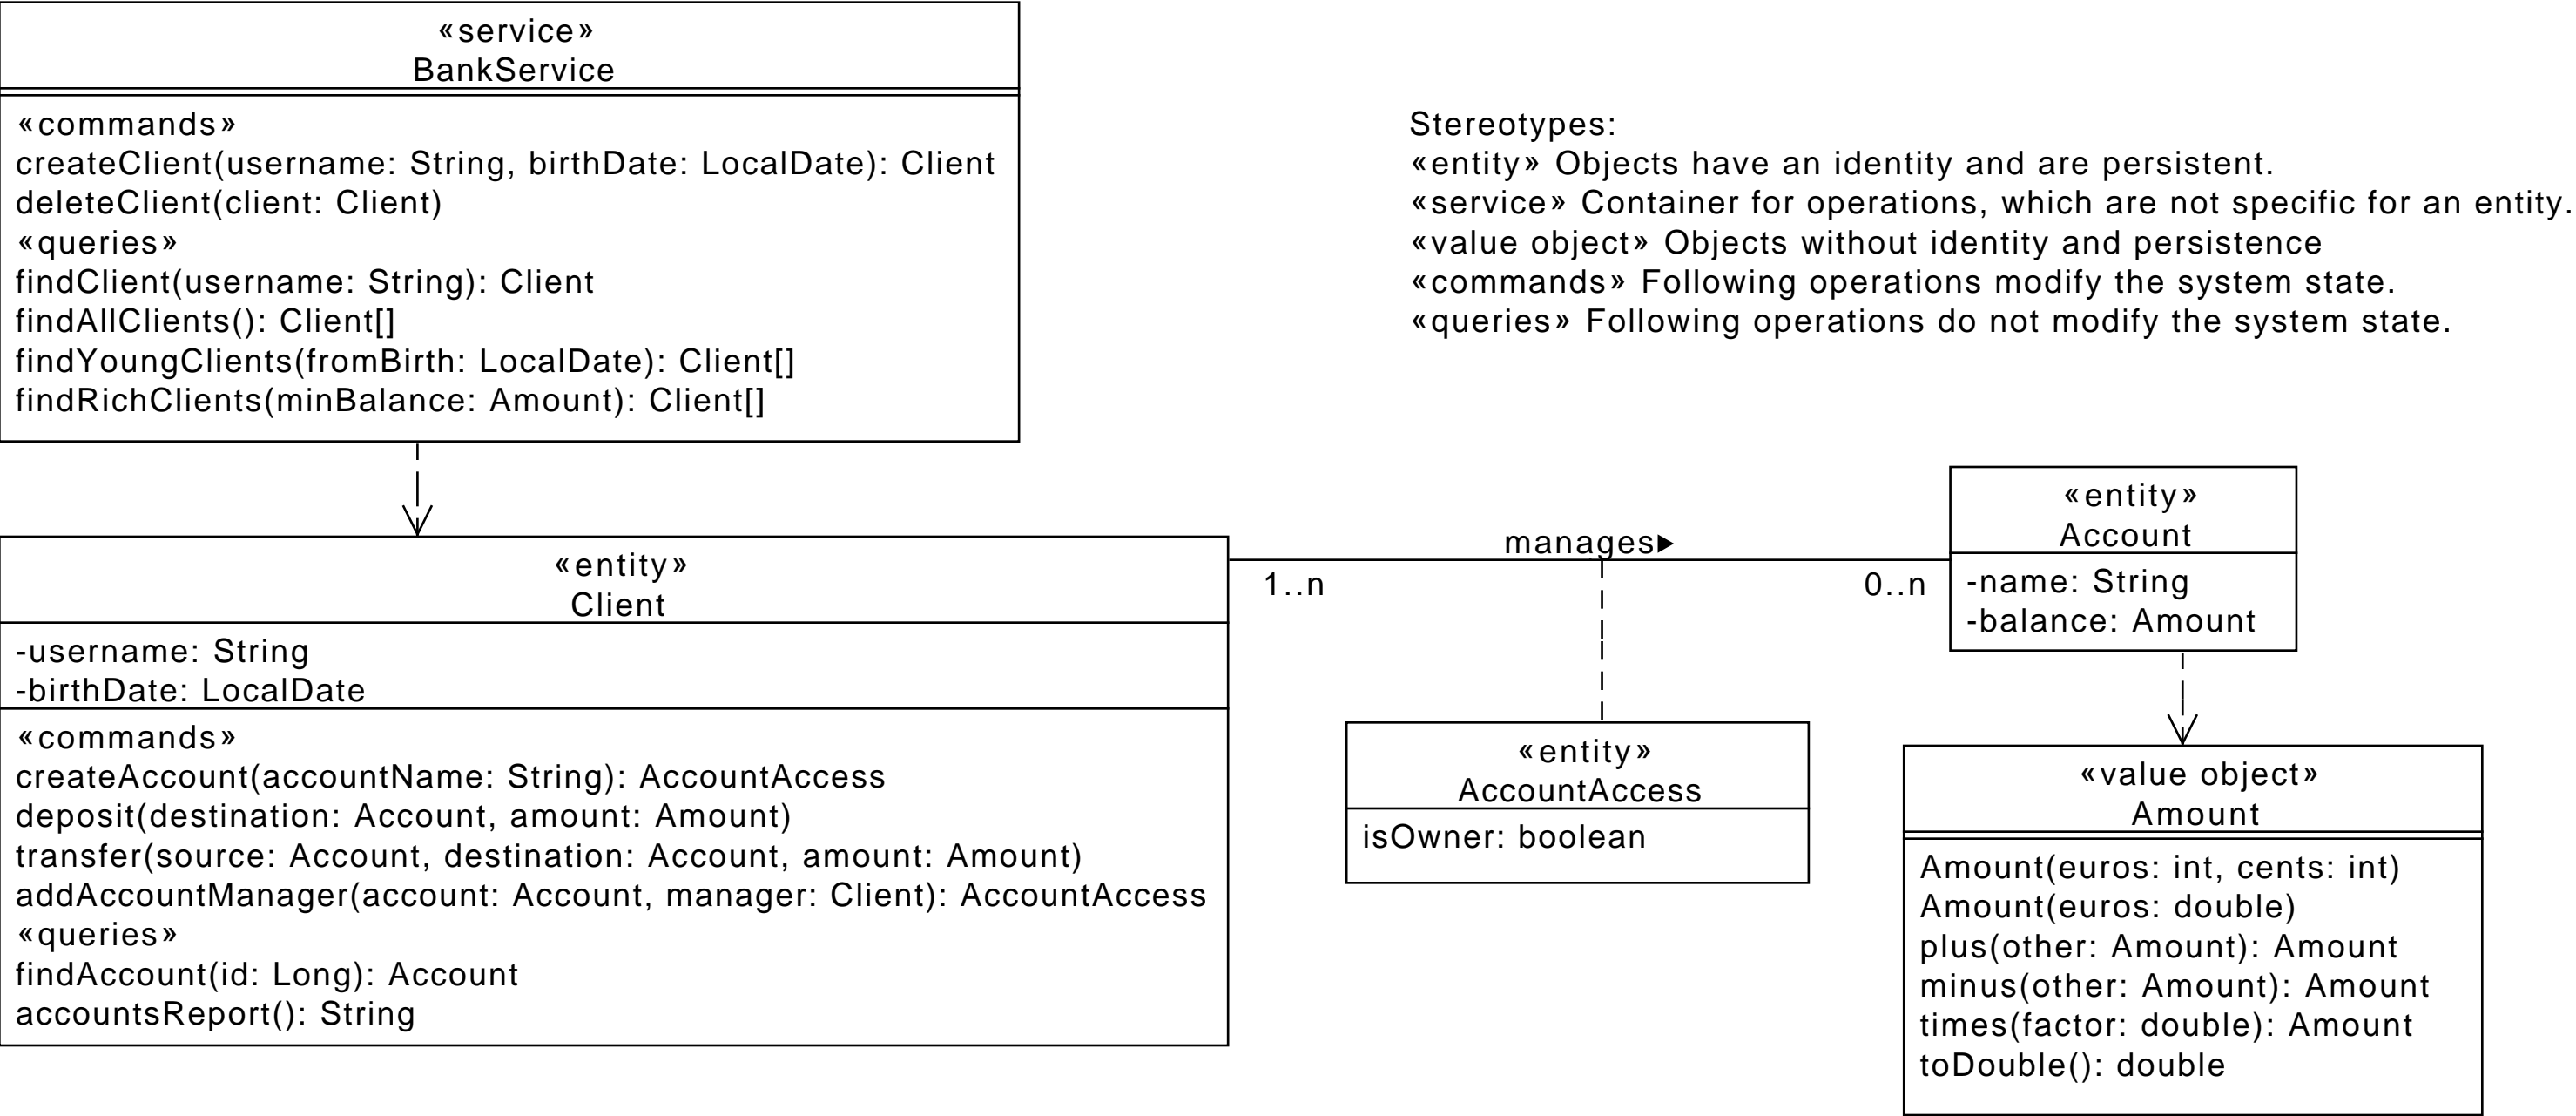 «service»
BankService
«commands»
createClient(username: String, birthDate: LocalDate): Client
deleteClient(client: Client)
«queries»
findClient(username: String): Client
findAllClients(): Client[]
findYoungClients(fromBirth: LocalDate): Client[]
findRichClients(minBalance: Amount): Client[]
Stereotypes:
«entity» Objects have an identity and are persistent.
«service» Container for operations, which are not specific for an entity.
«value object» Objects without identity and persistence
«commands» Following operations modify the system state.
«queries» Following operations do not modify the system state.
«entity»
Client
-username: String
-birthDate: LocalDate
«commands»
createAccount(accountName: String): AccountAccess
deposit(destination: Account, amount: Amount)
transfer(source: Account, destination: Account, amount: Amount)
addAccountManager(account: Account, manager: Client): AccountAccess
«queries»
findAccount(id: Long): Account
accountsReport(): String
manages▶
1..n
0..n
«entity»
Account
-name: String
-balance: Amount
«entity»
AccountAccess
isOwner: boolean
«value object»
Amount
Amount(euros: int, cents: int)
Amount(euros: double)
plus(other: Amount): Amount
minus(other: Amount): Amount
times(factor: double): Amount
toDouble(): double